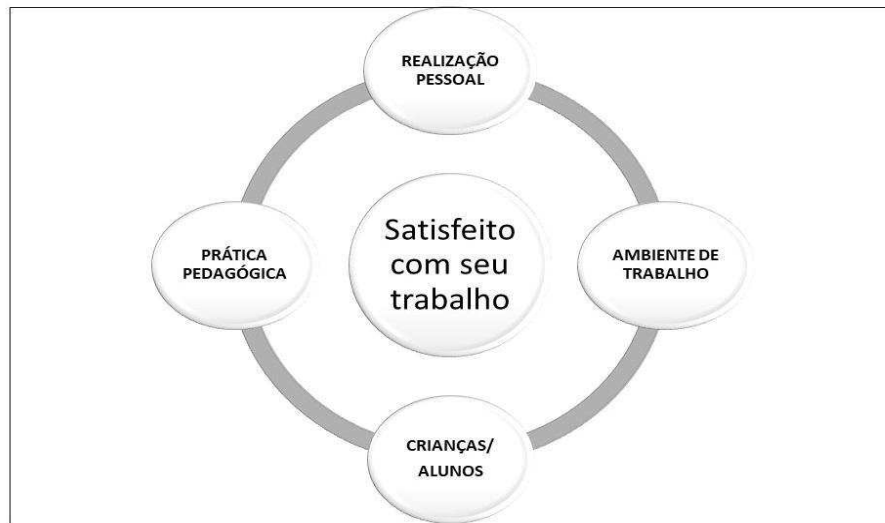 REALIZAÇÃO
PESSOAL
Satisfeito
com seu
trabalho
PRÁTICA
PEDAGÓGICA
AMBIENTE DE
TRABALHO
CRIANÇAS/
ALUNOS